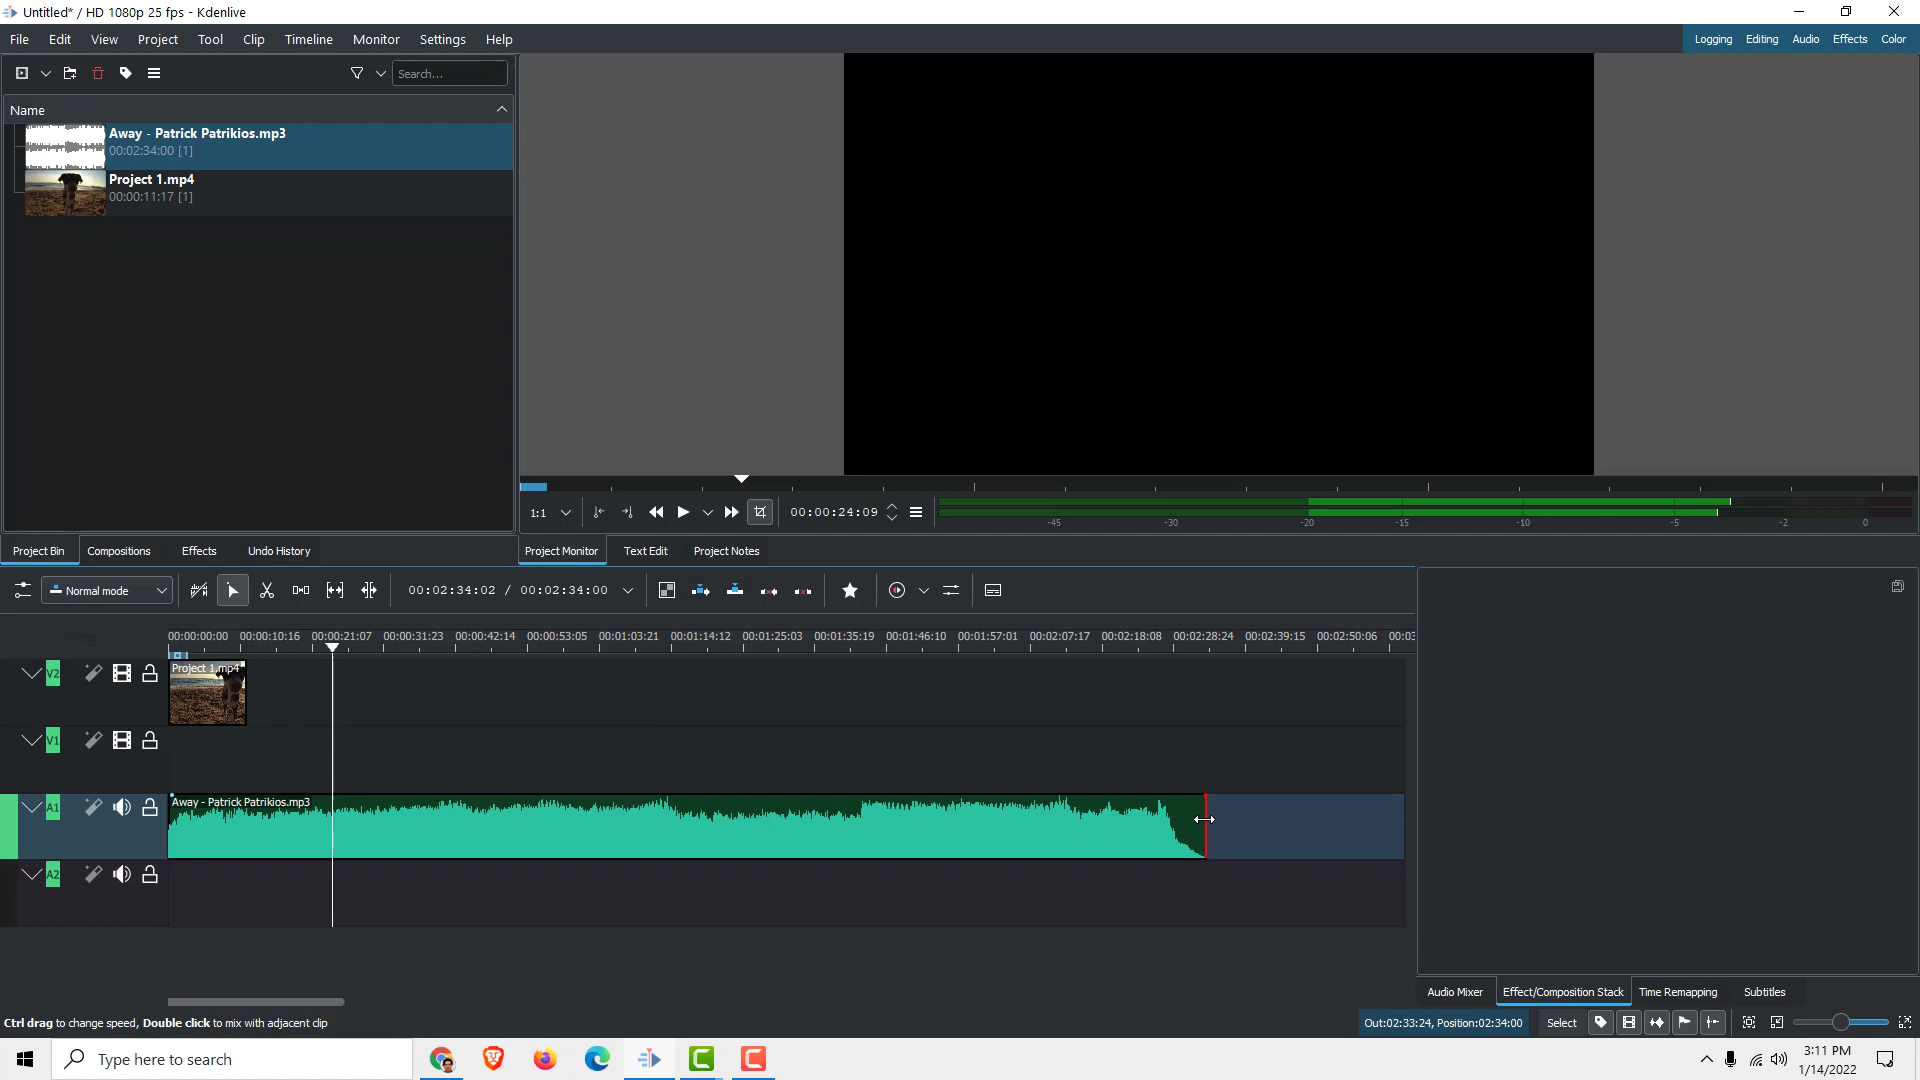 Untitled* / HD 1080p 25 fps - Kdenlive
File Edit View Project Tool Clip Timeline Monitor Settings Help
Logging Editing Audio Effects Color
Search...
Name
Away - Patrick Patrikios.mp3
00:02:34:00 [1]
Project 1.mp4
00:00:11:17 [1]
1:1 00:00:24:09
-45 -30 -20 -15 -10 -5 -2 0
Project Bin Compositions Effects Undo History
Project Monitor Text Edit Project Notes
Normal mode
00:02:34:02 / 00:02:34:00
00:00:00:00 00:00:10:16 00:00:21:07 00:00:31:23 00:00:42:14 00:00:53:05 00:01:03:21 00:01:14:12 00:01:25:03 00:01:35:19 00:01:46:10 00:01:57:01 00:02:07:17 00:02:18:08 00:02:28:24 00:02:39:15 00:02:50:06 00:03
V2
Project 1.mp4
V1
A1
Away - Patrick Patrikios.mp3
A2
Audio Mixer Effect/Composition Stack Time Remapping Subtitles
Ctrl drag to change speed, Double click to mix with adjacent clip
Out:02:33:24, Position:02:34:00
Select
Type here to search
3:11 PM
1/14/2022